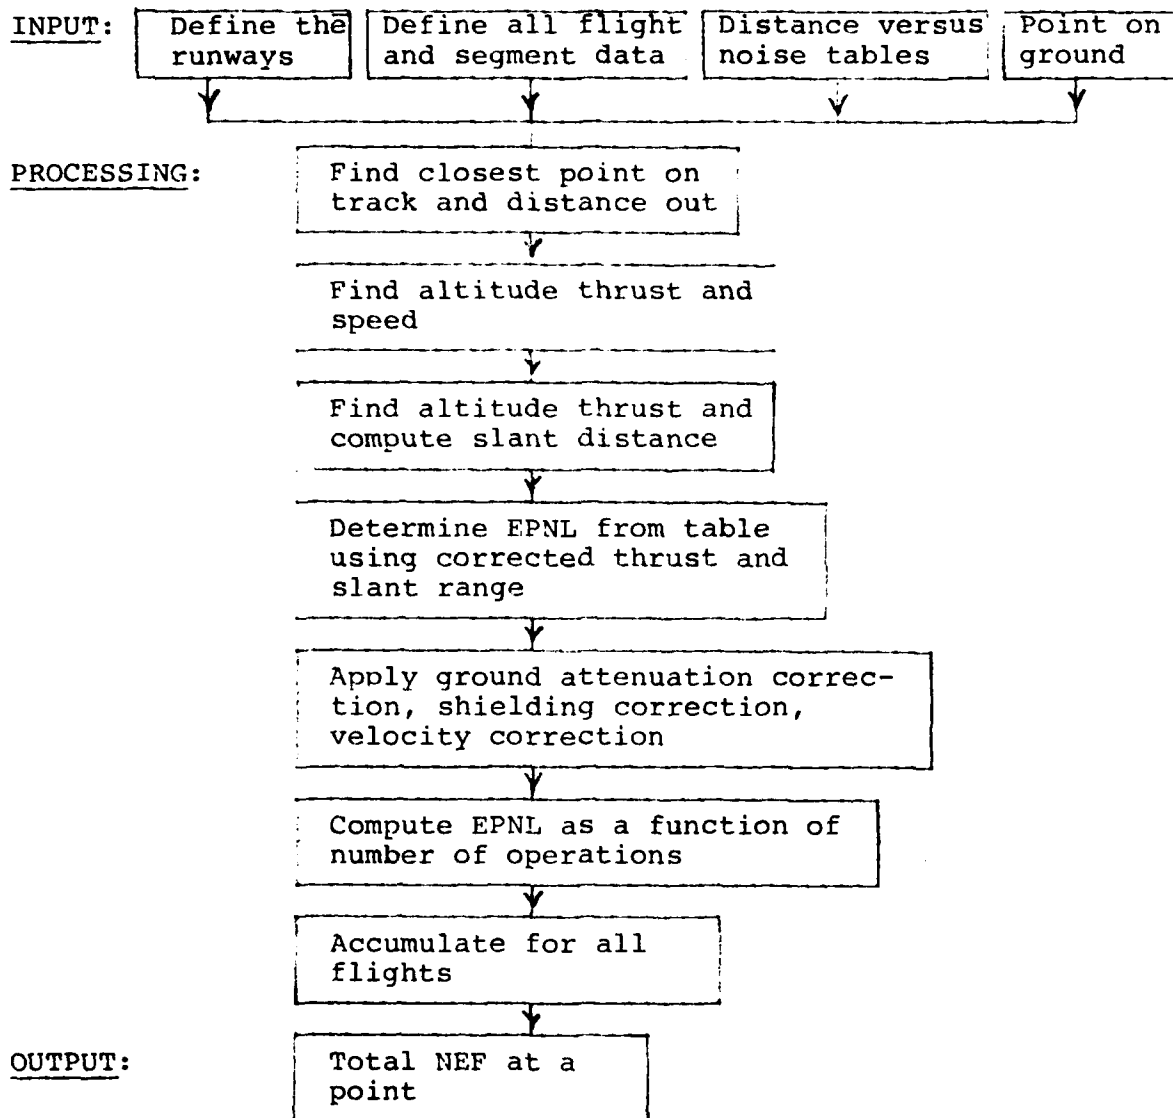 INPUT:
Define the
runways
Define all flight
and segment data
Distance versus
noise tables
Point on
ground
PROCESSING:
Find closest point on
track and distance out
Find altitude thrust and
speed
Find altitude thrust and
compute slant distance
Determine EPNL from table
using corrected thrust and
slant range
Apply ground attenuation correc-
tion, shielding correction,
velocity correction
Compute EPNL as a function of
number of operations
Accumulate for all
flights
OUTPUT:
Total NEF at a
point